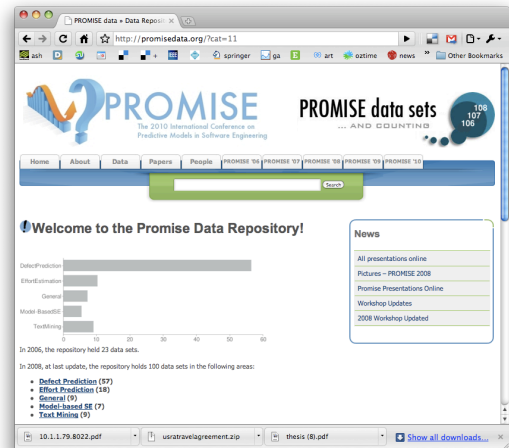 PROMISE data • Data Reposit
http://promisedata.org/?cat=11
ash
+
springer
ga
art
oztime
news
»
Other Bookmarks
PROMISE
The 2010 International Conference on
Predictive Models in Software Engineering
PROMISE data sets
... AND COUNTING
108
107
106
Home About Data Papers People PROMISE '06 PROMISE '07 PROMISE '08 PROMISE '09 PROMISE '10
Search
Welcome to the Promise Data Repository!
DefectPrediction
EffortEstimation
General
Model-BasedSE
TextMining
0 10 20 30 40 50 60
In 2006, the repository held 23 data sets.
In 2008, at last update, the repository holds 100 data sets in the following areas:
• Defect Prediction (57)
• Effort Prediction (18)
• General (9)
• Model-based SE (7)
• Text Mining (9)
News
All presentations online
Pictures – PROMISE 2008
Promise Presentations Online
Workshop Updates
2008 Workshop Updated
10.1.1.79.8022.pdf
usratravelagreement.zip
thesis (8).pdf
Show all downloads...